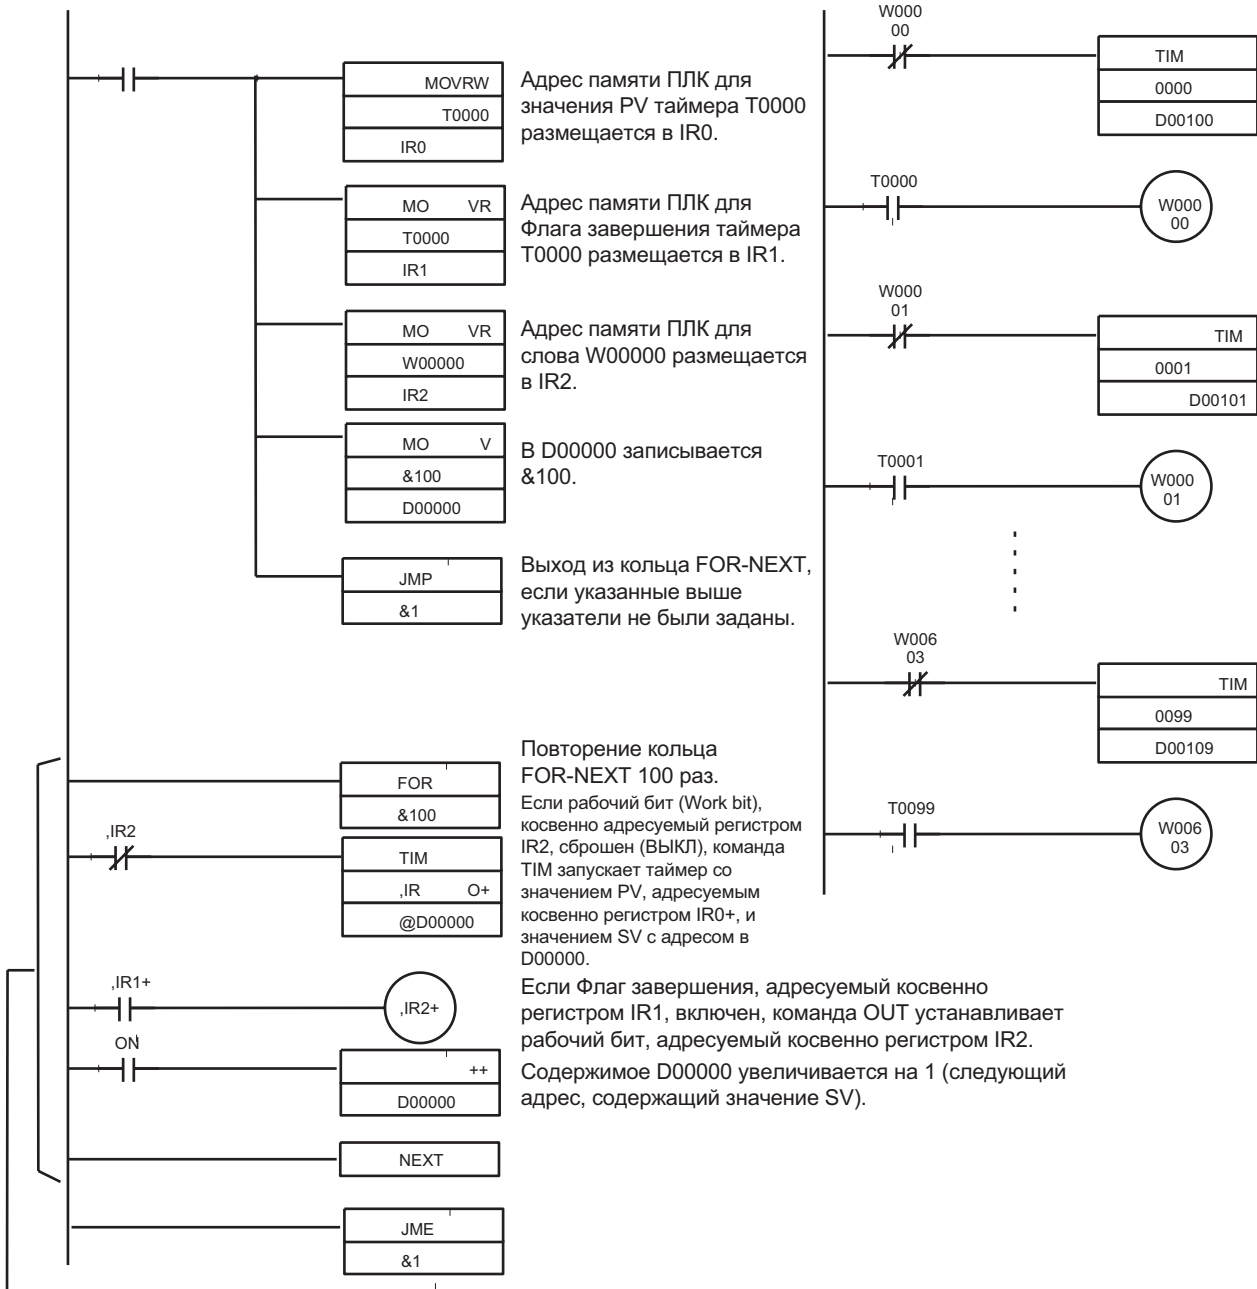 MOVRW
T0000
IR0
Адрес памяти ПЛК для
значения PV таймера T0000
размещается в IR0.
MO VR
T0000
IR1
Адрес памяти ПЛК для
Флага завершения таймера
T0000 размещается в IR1.
MO VR
W00000
IR2
Адрес памяти ПЛК для
слова W00000 размещается
в IR2.
MO V
&100
D00000
В D00000 записывается
&100.
JMP
&1
Выход из кольца FOR-NEXT,
если указанные выше
указатели не были заданы.
FOR
&100
Повторение кольца
FOR-NEXT 100 раз.
,IR2
TIM
,IR O+
@D00000
Если рабочий бит (Work bit),
косвенно адресуемый регистром
IR2, сброшен (ВЫКЛ), команда
TIM запускает таймер со
значением PV, адресуемым
косвенно регистром IR0+, и
значением SV с адресом в
D00000.
,IR1+
,IR2+
Если Флаг завершения, адресуемый косвенно
регистром IR1, включен, команда OUT устанавливает
рабочий бит, адресуемый косвенно регистром IR2.
ON
++
D00000
Содержимое D00000 увеличивается на 1 (следующий
адрес, содержащий значение SV).
NEXT
JME
&1
W000
00
TIM
0000
D00100
T0000
W000
00
W000
01
TIM
0001
D00101
T0001
W000
01
W006
03
TIM
0099
D00109
T0099
W006
03